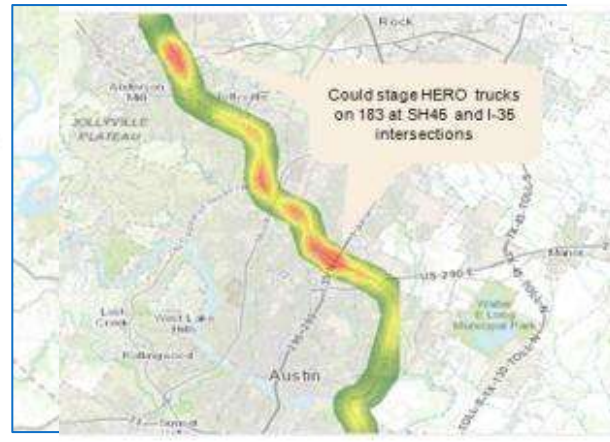 Rock
Anderson
Mill
JOLLYVILLE
PLATEAU
Could stage HERO trucks
on 183 at SH45 and I-35
intersections
Manor
US-290 E
Walter
E Long
Municipal Park
Lost
Creek
West Lake
Hills
Rollingwood
Austin